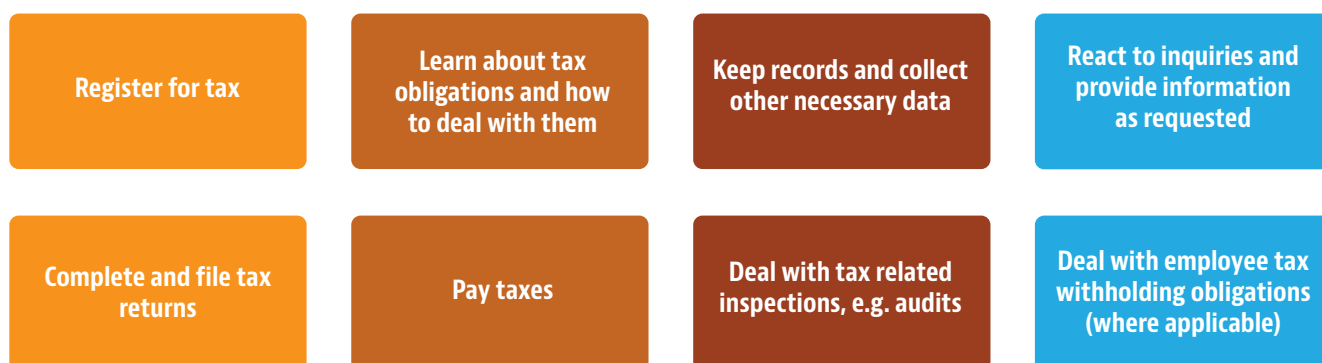 Register for tax
Learn about tax
obligations and how
to deal with them
Keep records and collect
other necessary data
React to inquiries and
provide information
as requested
Complete and file tax
returns
Pay taxes
Deal with tax related
inspections, e.g. audits
Deal with employee tax
withholding obligations
(where applicable)